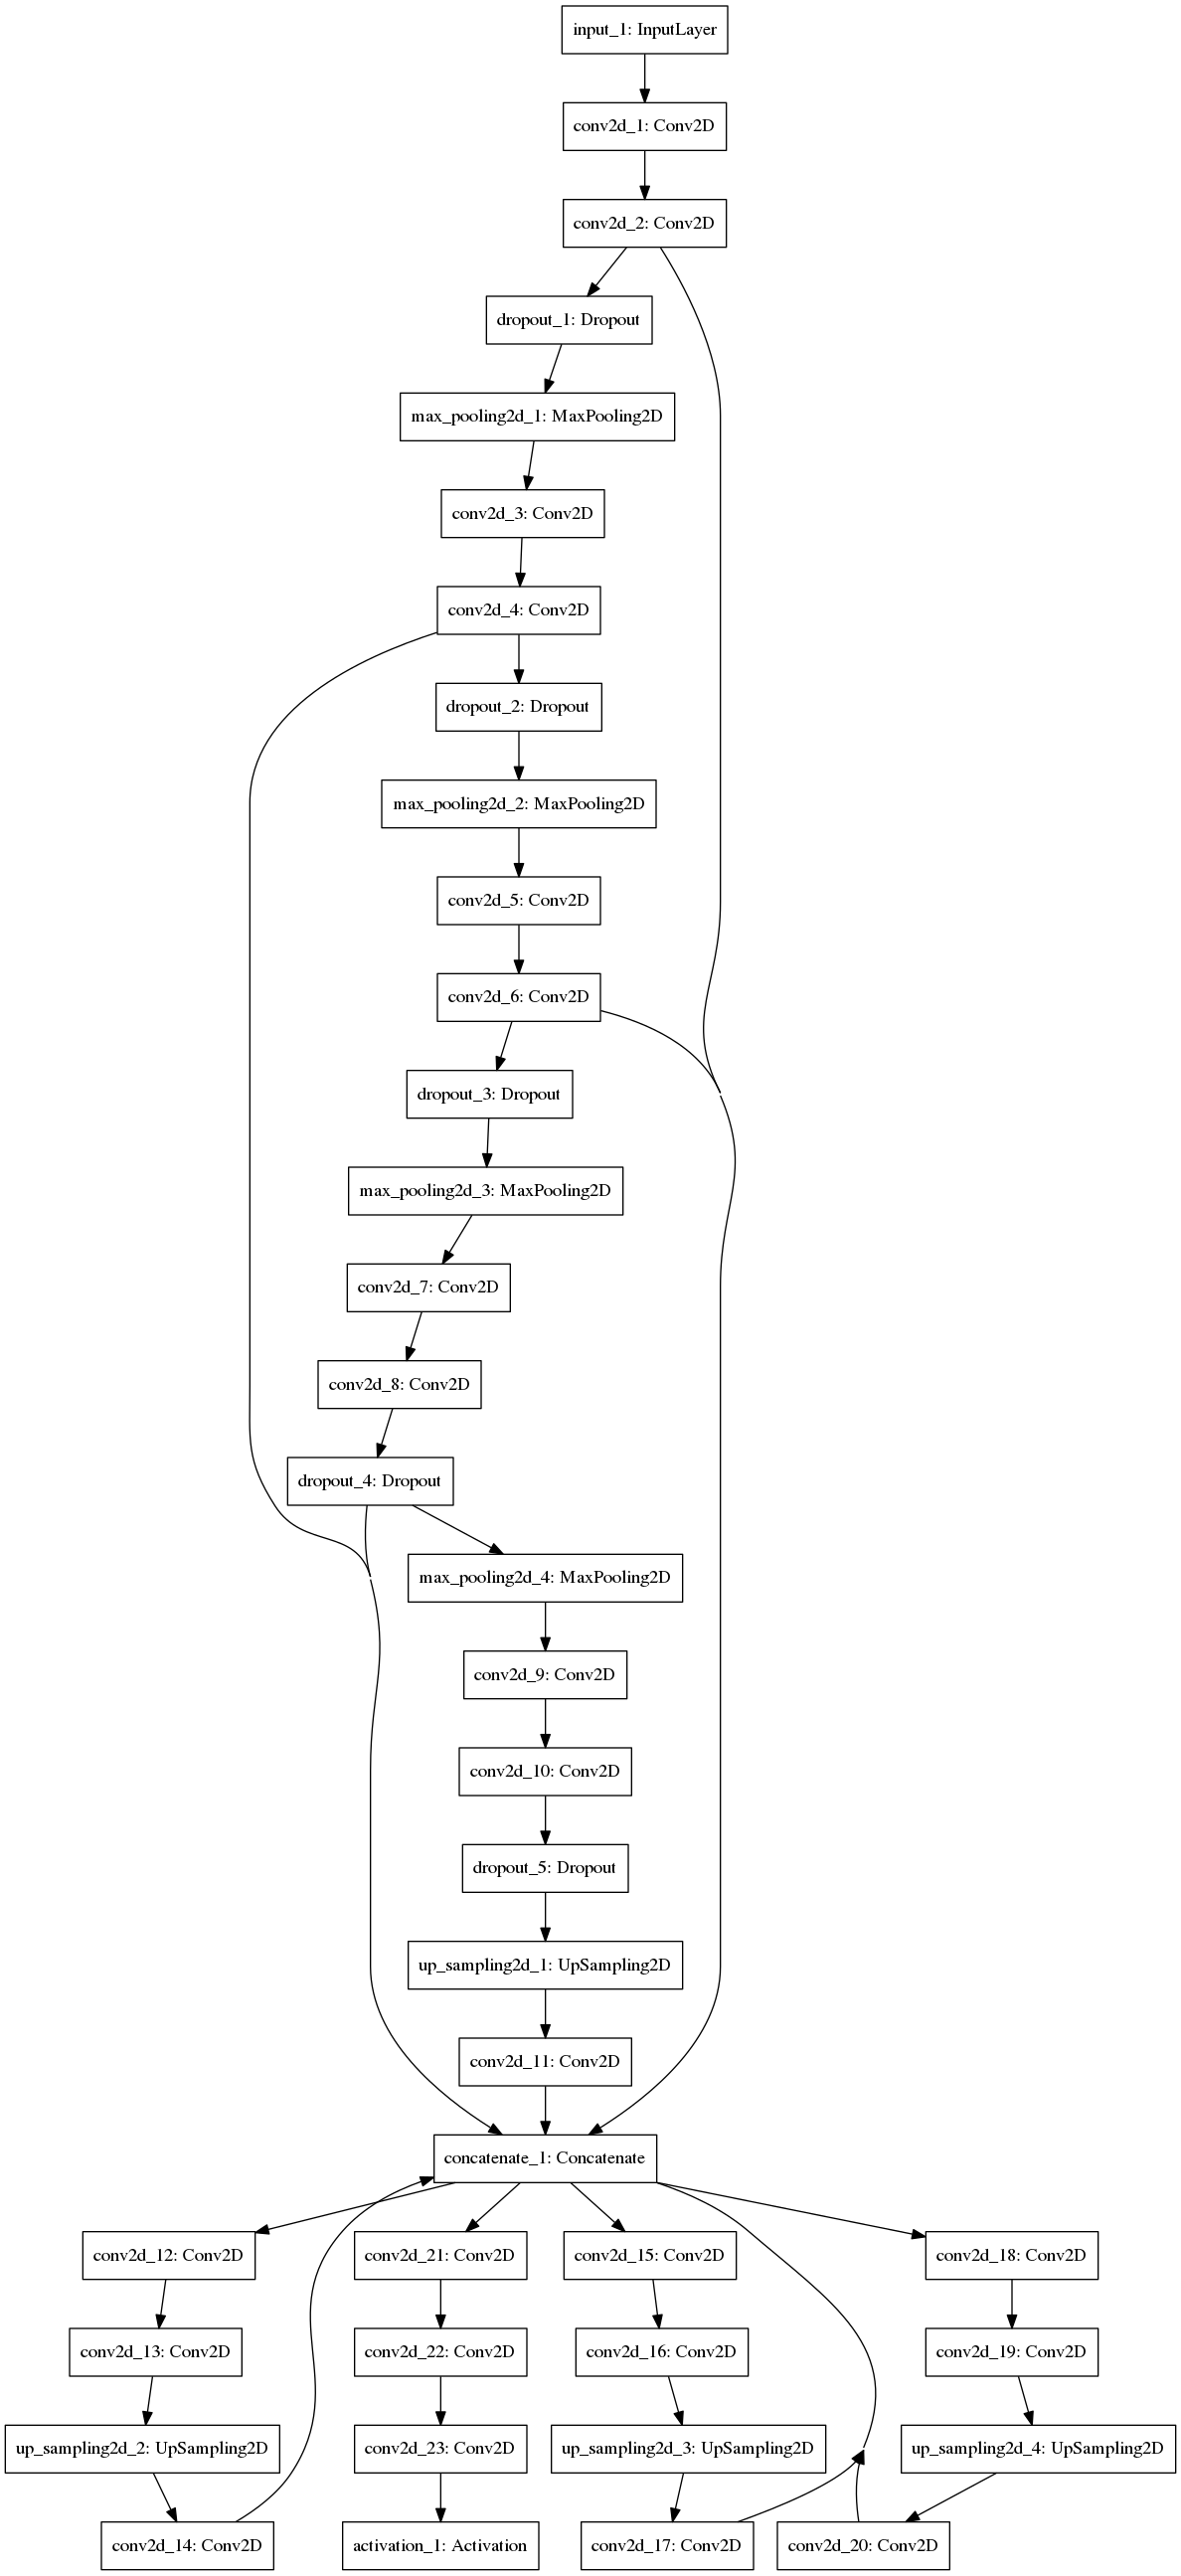 input_1: InputLayer
conv2d_1: Conv2D
conv2d_2: Conv2D
dropout_1: Dropout
max_pooling2d_1: MaxPooling2D
conv2d_3: Conv2D
conv2d_4: Conv2D
dropout_2: Dropout
max_pooling2d_2: MaxPooling2D
conv2d_5: Conv2D
conv2d_6: Conv2D
dropout_3: Dropout
max_pooling2d_3: MaxPooling2D
conv2d_7: Conv2D
conv2d_8: Conv2D
dropout_4: Dropout
max_pooling2d_4: MaxPooling2D
conv2d_9: Conv2D
conv2d_10: Conv2D
dropout_5: Dropout
up_sampling2d_1: UpSampling2D
conv2d_11: Conv2D
concatenate_1: Concatenate
conv2d_12: Conv2D
conv2d_21: Conv2D
conv2d_15: Conv2D
conv2d_18: Conv2D
conv2d_13: Conv2D
conv2d_22: Conv2D
conv2d_16: Conv2D
conv2d_19: Conv2D
up_sampling2d_2: UpSampling2D
conv2d_23: Conv2D
up_sampling2d_3: UpSampling2D
up_sampling2d_4: UpSampling2D
conv2d_14: Conv2D
activation_1: Activation
conv2d_17: Conv2D
conv2d_20: Conv2D